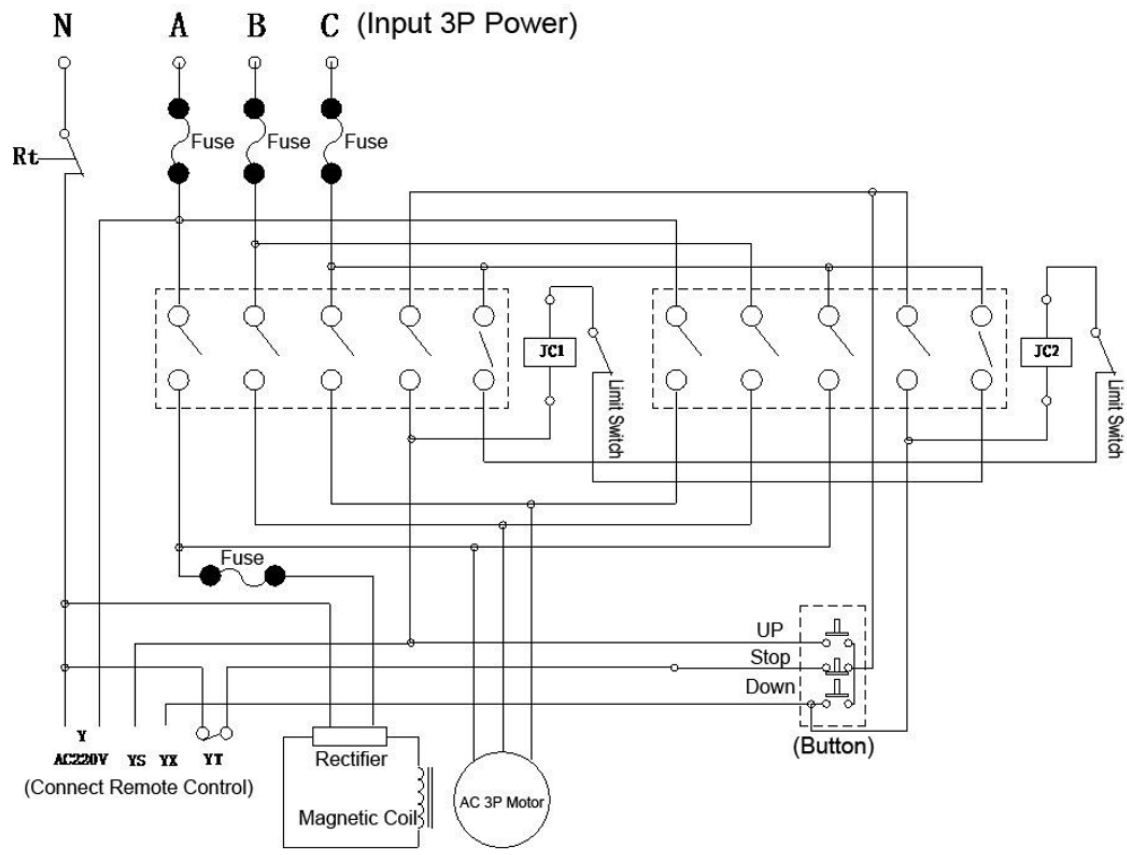 N A B C (Input 3P Power)
Fuse Fuse Fuse
Rt
JC1 JC2
Limit Switch Limit Switch
Fuse
UP
Stop
Down
(Button)
Y
AC220V YS YX YT
(Connect Remote Control)
Rectifier
Magnetic Coil
AC 3P Motor